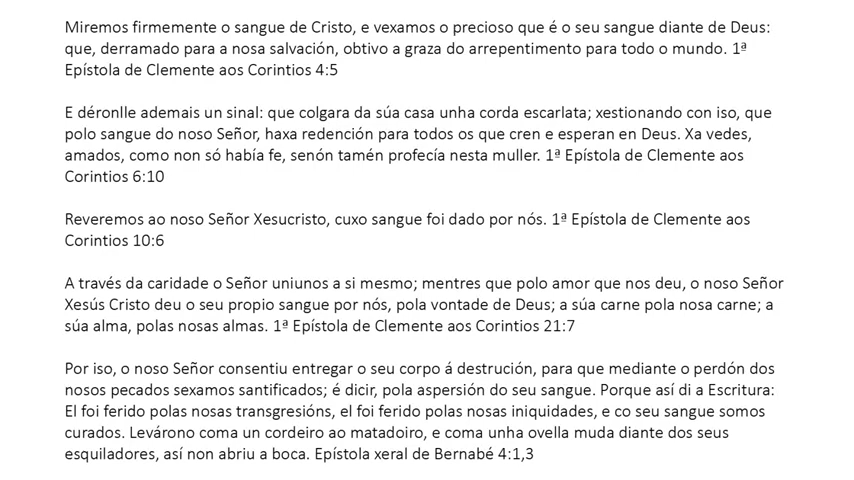 Miremos firmemente o sangue de Cristo, e vexamos o precioso que é o seu sangue diante de Deus:
que, derramado para a nosa salvación, obtivo a graza do arrepentimento para todo o mundo. 1ª
Epístola de Clemente aos Corintios 4:5
E déronlle ademais un sinal: que colgara da súa casa unha corda escarlata; xestionando con iso, que
polo sangue do noso Señor, haxa redención para todos os que cren e esperan en Deus. Xa vedes,
amados, como non só había fe, senón tamén profecía nesta muller. 1ª Epístola de Clemente aos
Corintios 6:10
Reveremos ao noso Señor Xesucristo, cuxo sangue foi dado por nós. 1ª Epístola de Clemente aos
Corintios 10:6
A través da caridade o Señor uniunos a si mesmo; mentres que polo amor que nos deu, o noso Señor
Xesús Cristo deu o seu propio sangue por nós, pola vontade de Deus; a súa carne pola nosa carne; a
súa alma, polas nosas almas. 1ª Epístola de Clemente aos Corintios 21:7
Por iso, o noso Señor consentiu entregar o seu corpo á destrución, para que mediante o perdón dos
nosos pecados sexamos santificados; é dicir, pola aspersión do seu sangue. Porque así di a Escritura:
El foi ferido polas nosas transgresións, el foi ferido polas nosas iniquidades, e co seu sangue somos
curados. Levárono coma un cordeiro ao matadoiro, e coma unha ovella muda diante dos seus
esquiladores, así non abriu a boca. Epístola xeral de Bernabé 4:1,3